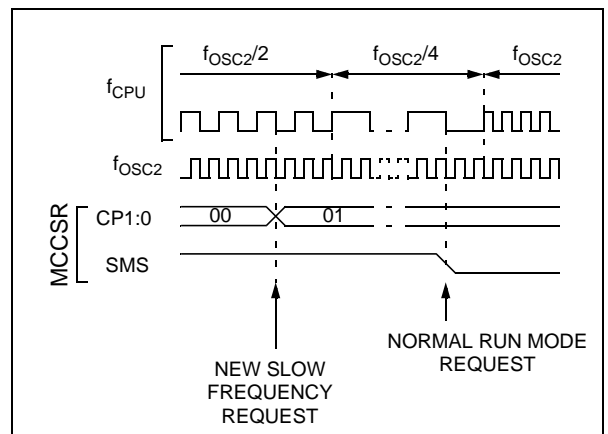 fOSC2/2 fOSC2/4 fOSC2
fCPU
fOSC2
MCCSR
CP1:0 00 01
SMS
NEW SLOW
FREQUENCY
REQUEST
NORMAL RUN MODE
REQUEST